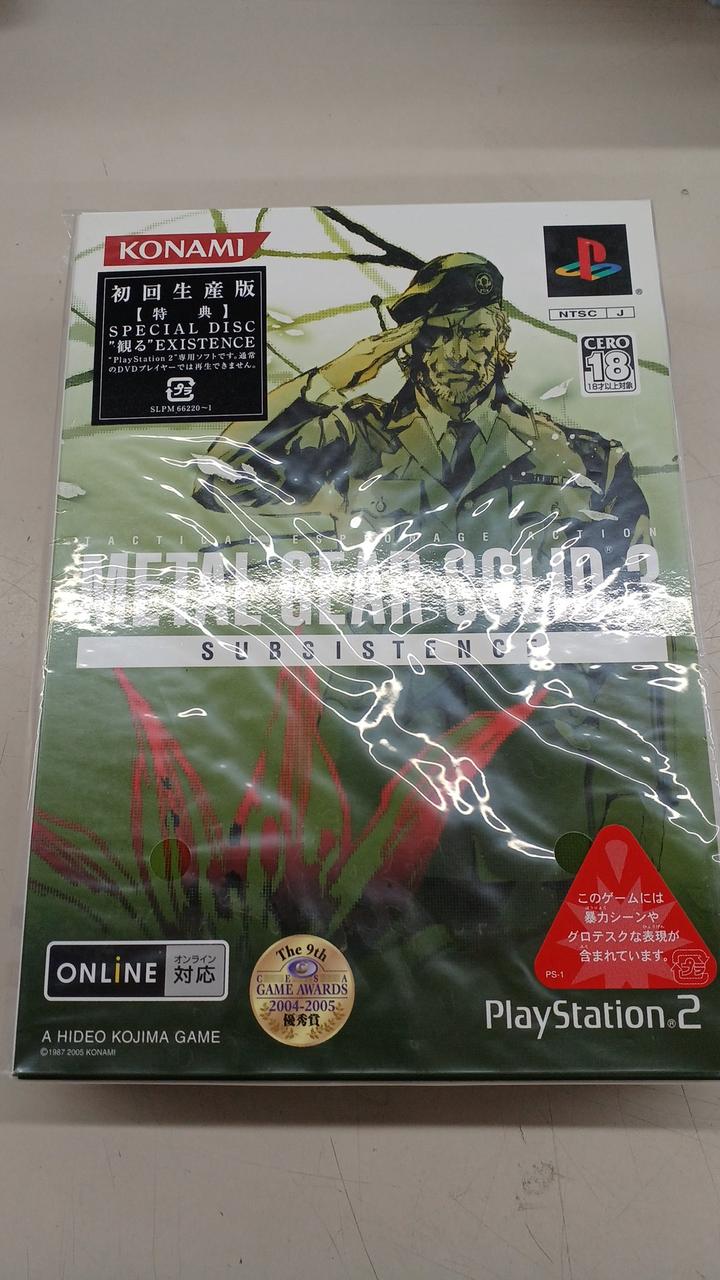 KONAMI
初回生産版
【特典】
SPECIAL DISC
"観る"EXISTENCE
"PlayStation 2"専用ソフトです。通常
のDVDプレイヤーでは再生できません。
SLPM 66220~1
®
NTSC J
CERO
18
18才以上対象
TACTICAL ESPIONAGE ACTION
METAL GEAR SOLID 3
®
SUBSISTENCE
このゲームには
暴力シーンや
グロテスクな表現が
含まれています。
PS-1
ONLiNE
オンライン
対応
The 9th
CESA
GAME AWARDS
2004-2005
優秀賞
PlayStation®2
A HIDEO KOJIMA GAME
©1987 2005 KONAMI